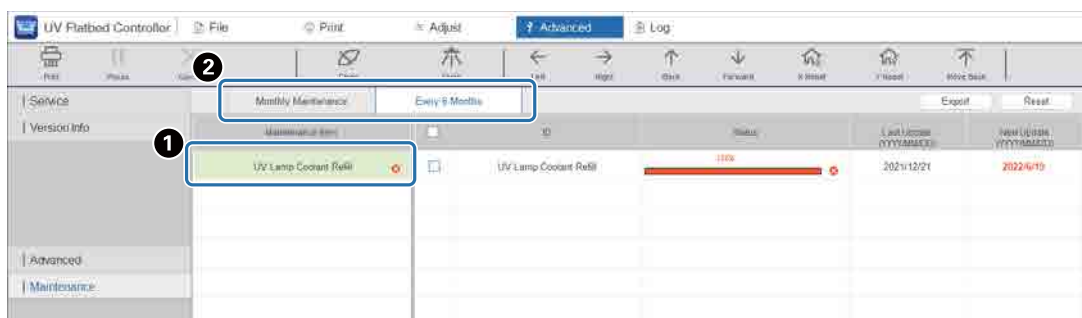 UV Flatbed Controller File Print Adjust Advanced Log
Print Pause Clean Left Right Back Forward X Reset Y Reset Move Back
2
Service Monthly Maintenance Every 6 Months Export Reset
Version Info
1 Maintenance Item ID Status Last Update (YYYY/MM/DD) Next Update (YYYY/MM/DD)
UV Lamp Coolant Refill UV Lamp Coolant Refill 100% 2021/12/21 2022/6/19
Advanced
Maintenance